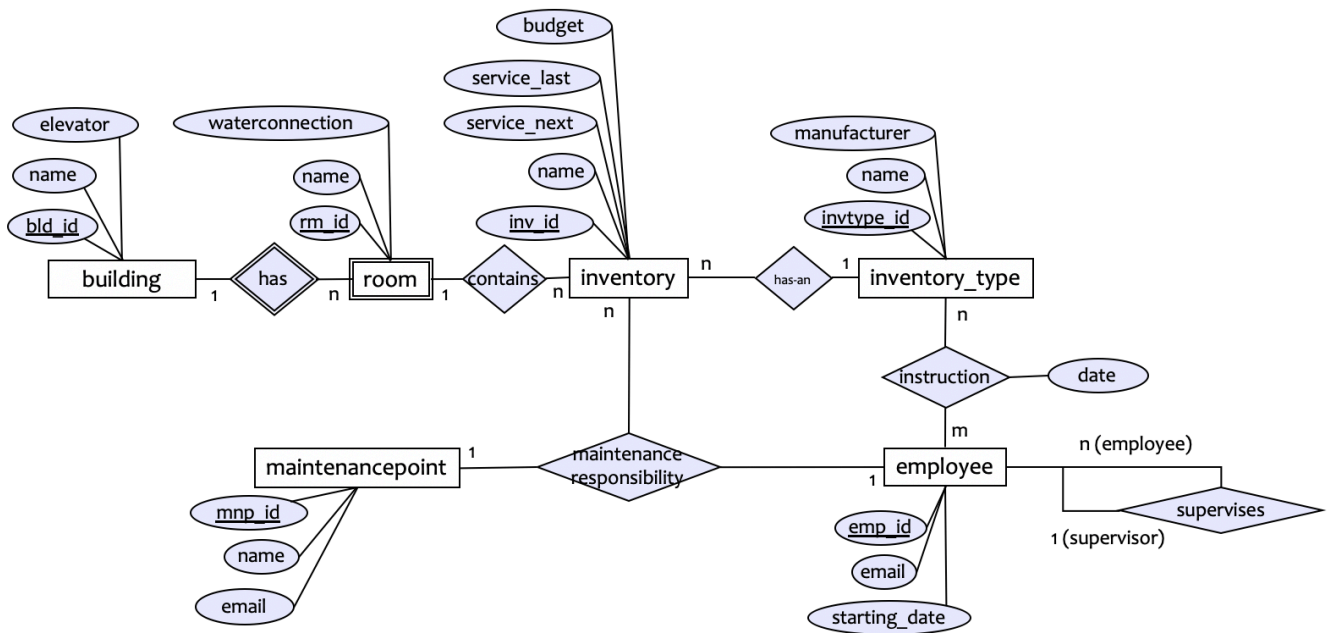 budget
service_last
elevator
waterconnection
service_next
manufacturer
name
name
name
name
bld_id
rm_id
inv_id
invtype_id
building
1
has
n
room
1
contains
n
inventory
n
has-an
1
inventory_type
n
n
instruction
date
m
maintenancepoint
1
maintenance
responsibility
1
employee
n (employee)
supervises
1 (supervisor)
mnp_id
name
email
emp_id
email
starting_date